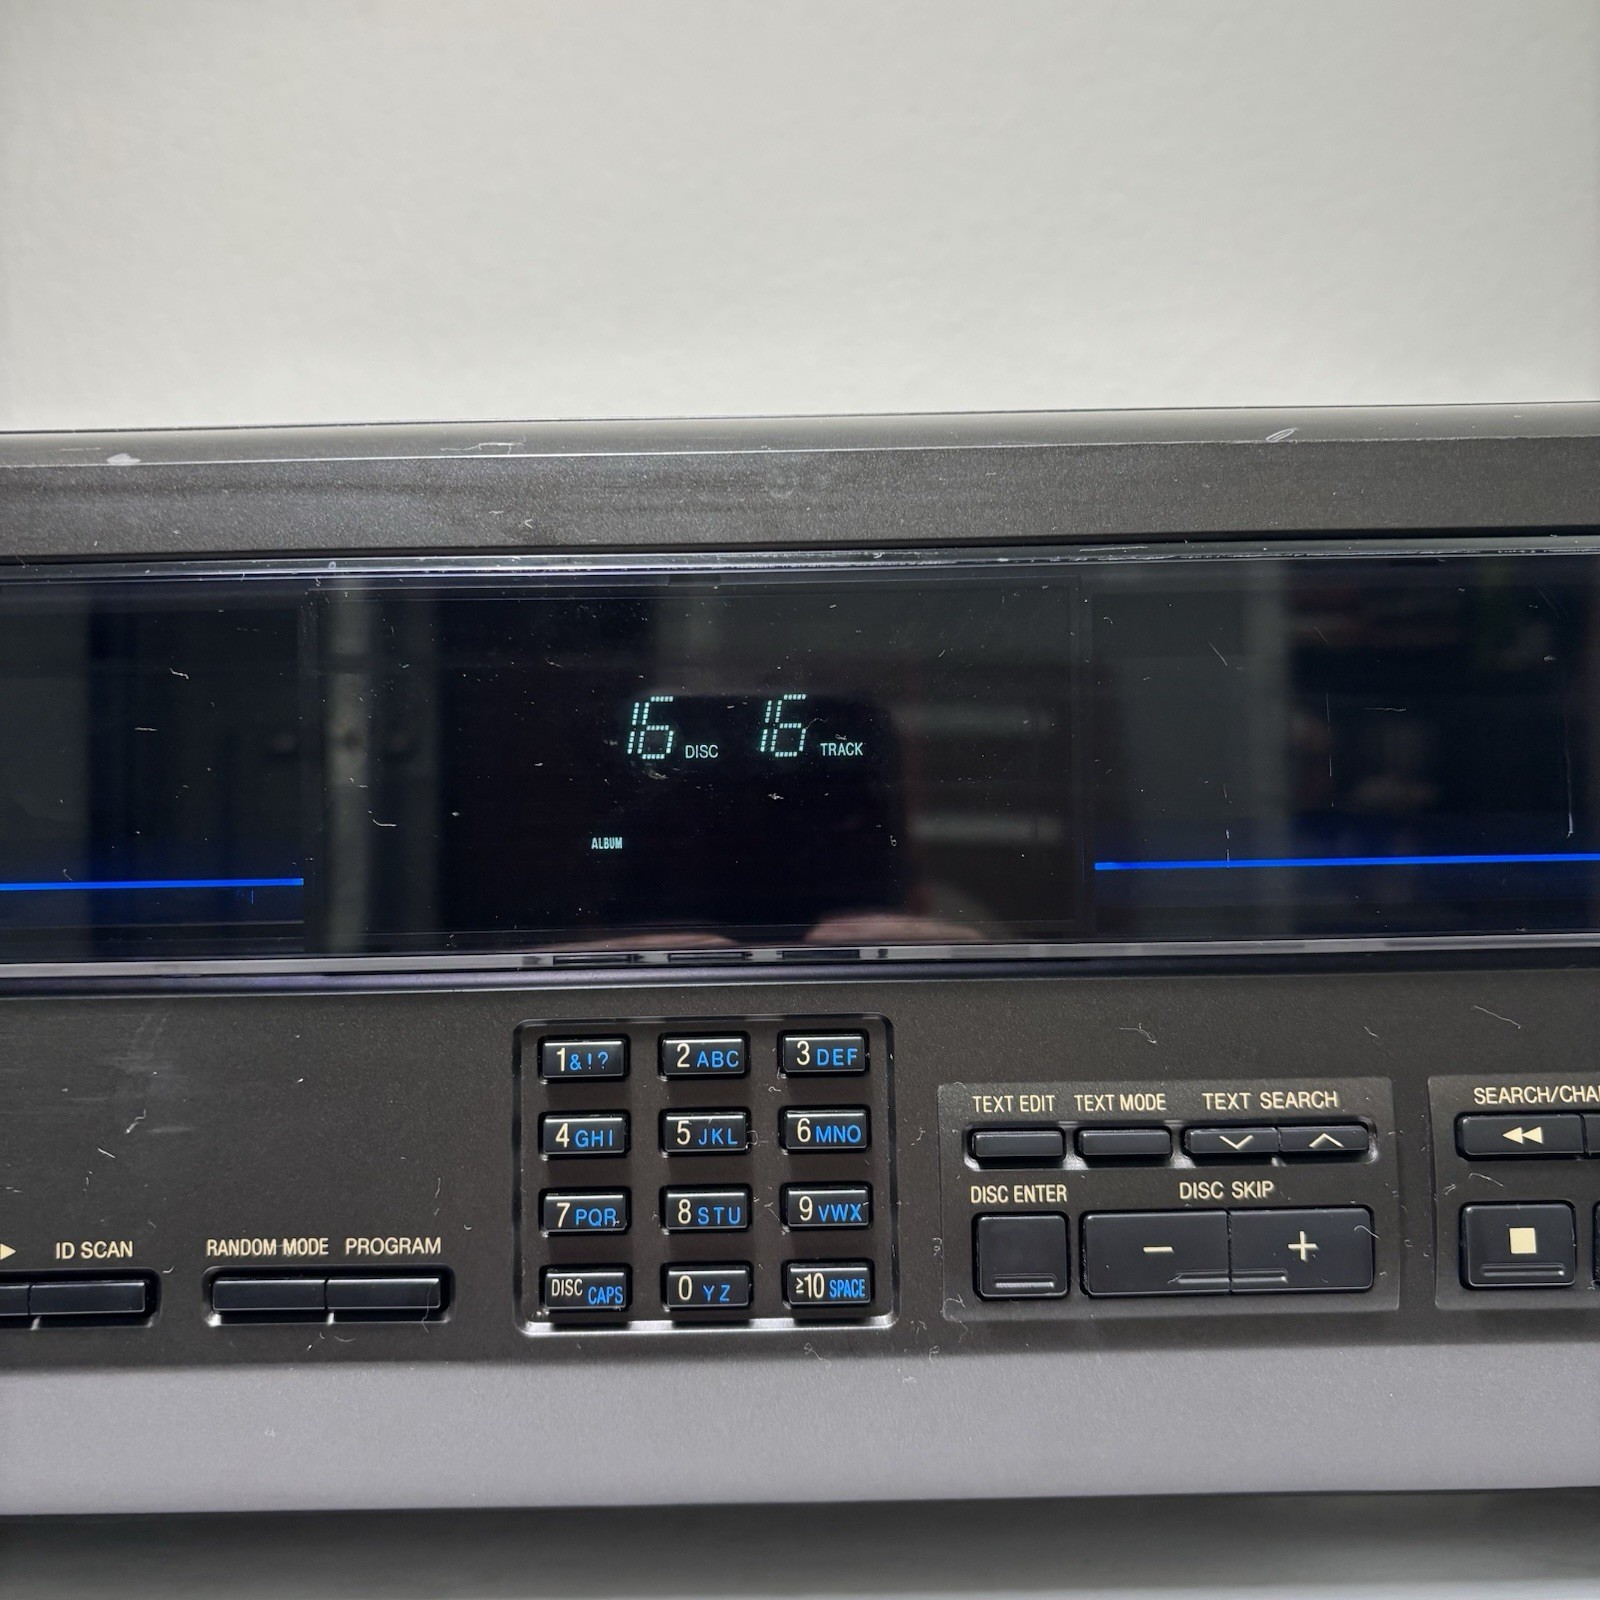 16 DISC 16 TRACK
ALBUM
1 &!? 2 ABC 3 DEF
4 GHI 5 JKL 6 MNO
7 PQR 8 STU 9 VWX
DISC CAPS 0 YZ ≥10 SPACE
TEXT EDIT TEXT MODE TEXT SEARCH
DISC ENTER DISC SKIP
− +
ID SCAN RANDOM MODE PROGRAM
SEARCH/CHA